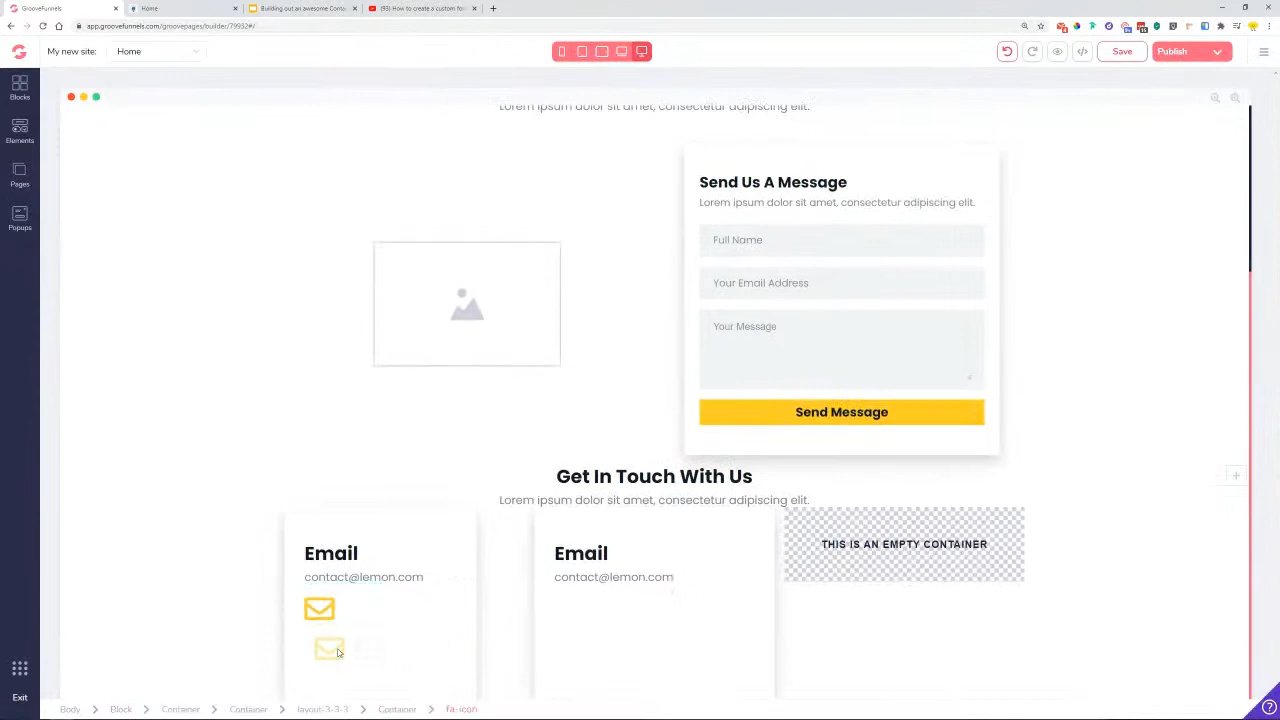 GrooveFunnels
Home
Building out an awesome Conta
(93) How to create a custom fo
app.groovefunnels.com/groovepages/builder/79932#/
My new site:
Home
Save
Publish
Blocks
Elements
Pages
Popups
Exit
Lorem ipsum dolor sit amet, consectetur adipiscing elit.
Send Us A Message
Lorem ipsum dolor sit amet, consectetur adipiscing elit.
Full Name
Your Email Address
Your Message
Send Message
Get In Touch With Us
Lorem ipsum dolor sit amet, consectetur adipiscing elit.
Email
contact@lemon.com
Email
contact@lemon.com
THIS IS AN EMPTY CONTAINER
Body
Block
Container
Container
layout-3-3-3
Container
fa-icon